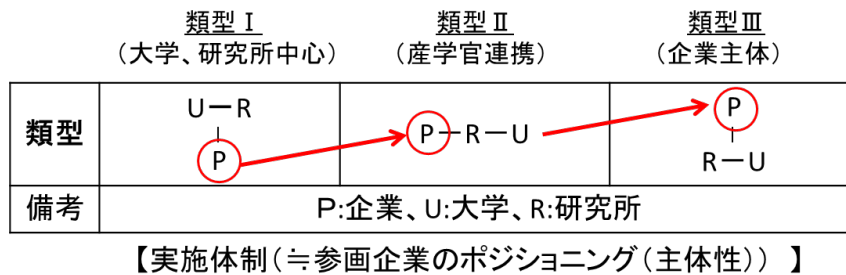 類型Ⅰ 類型Ⅱ 類型Ⅲ
（大学、研究所中心） （産学官連携） （企業主体）
類型
U－R
P
P－R－U
P
R－U
備考 P:企業、U:大学、R:研究所
【実施体制（≒参画企業のポジショニング（主体性）） 】